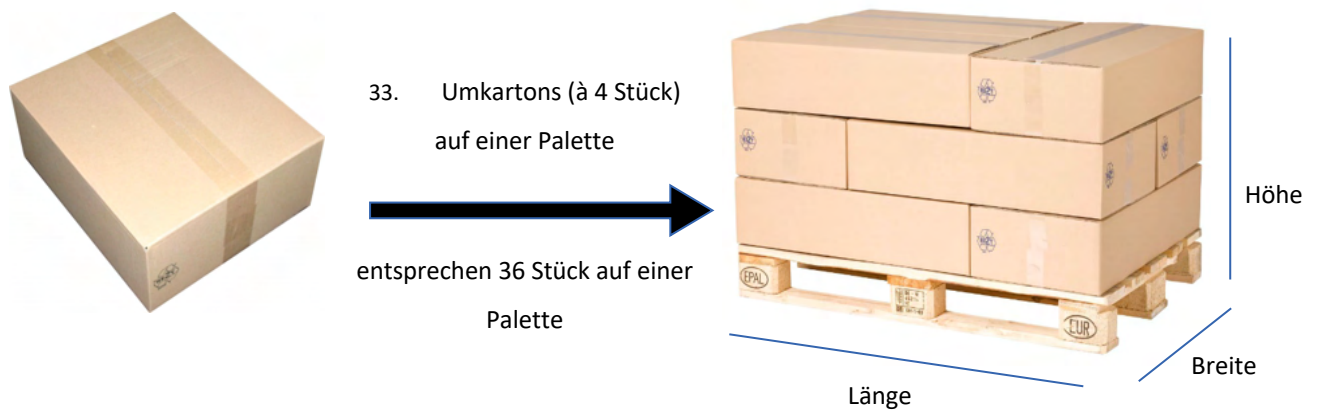 33. Umkartons (à 4 Stück)
auf einer Palette
entsprechen 36 Stück auf einer
Palette
EPAL
EUR
Höhe
Breite
Länge